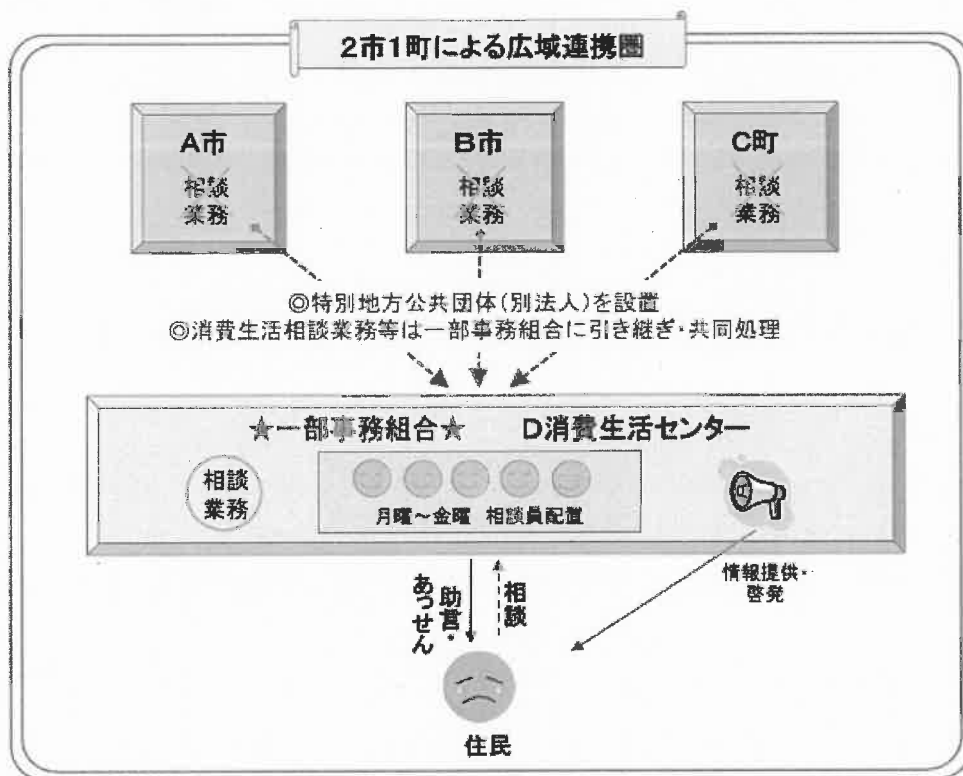 2市1町による広域連携圏
A市
相談
業務
B市
相談
業務
C町
相談
業務
◎特別地方公共団体(別法人)を設置
◎消費生活相談業務等は一部事務組合に引き継ぎ・共同処理
★一部事務組合★ D消費生活センター
相談
業務
月曜～金曜 相談員配置
情報提供・
啓発
助言・
あっせん
相談
住民